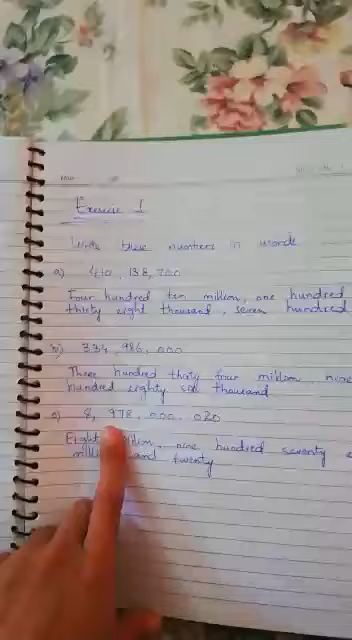 Exercise 1
Write these numbers in words
a) 410, 138, 700
Four hundred ten million, one hundred
thirty eight thousand, seven hundred
b) 334, 986, 000
Three hundred thirty four million, nine
hundred eighty six thousand
c) 8, 978, 000, 020
Eight billion, nine hundred seventy e
million and twenty